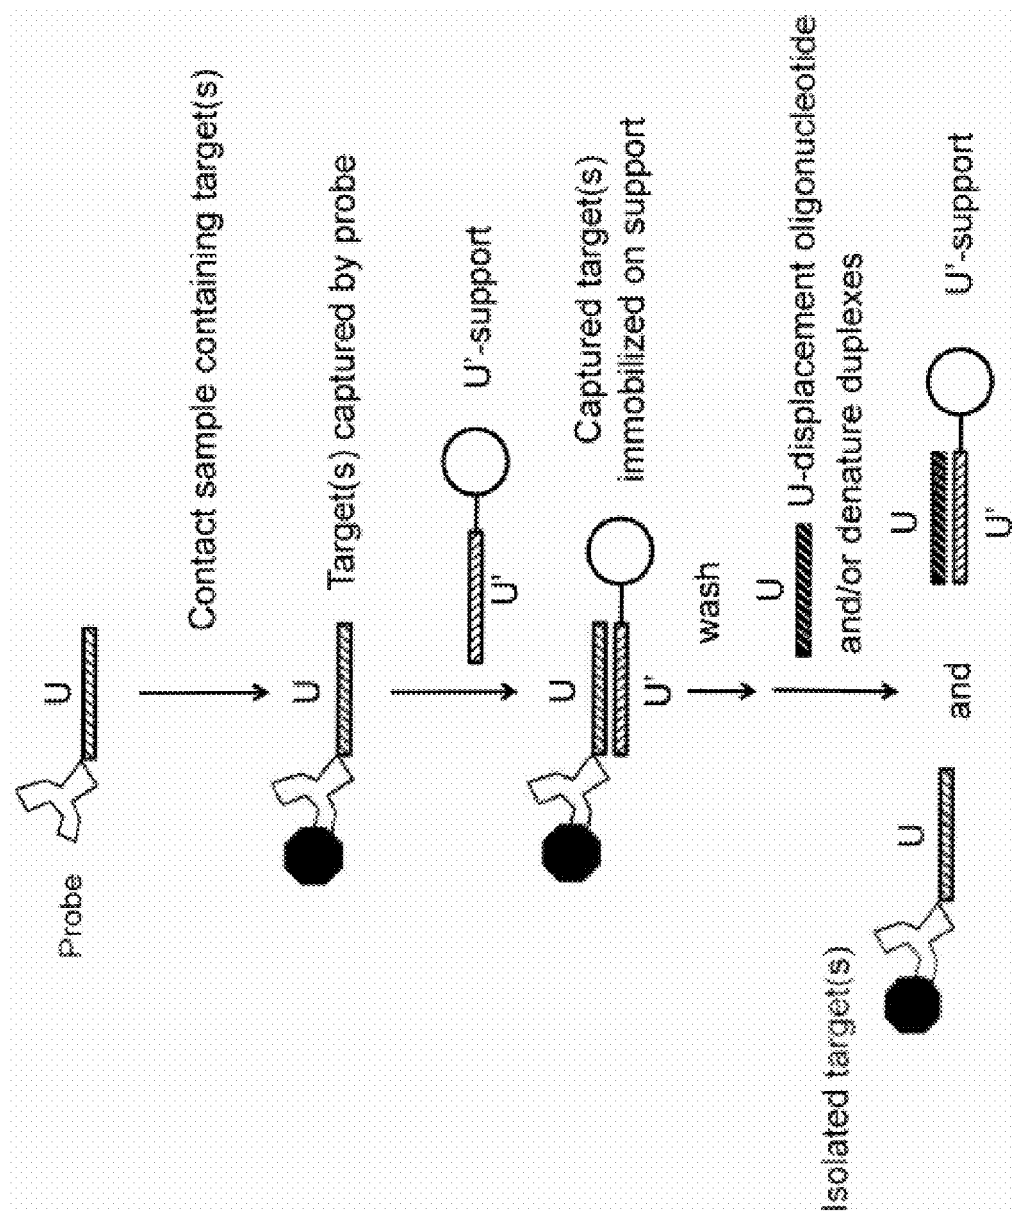 Probe
U
Contact sample containing target(s)
U
Target(s) captured by probe
U'
U'-support
U
U'
Captured target(s)
immobilized on support
wash
U
U-displacement oligonucleotide
and/or denature duplexes
Isolated target(s)
U
and
U
U'
U'-support